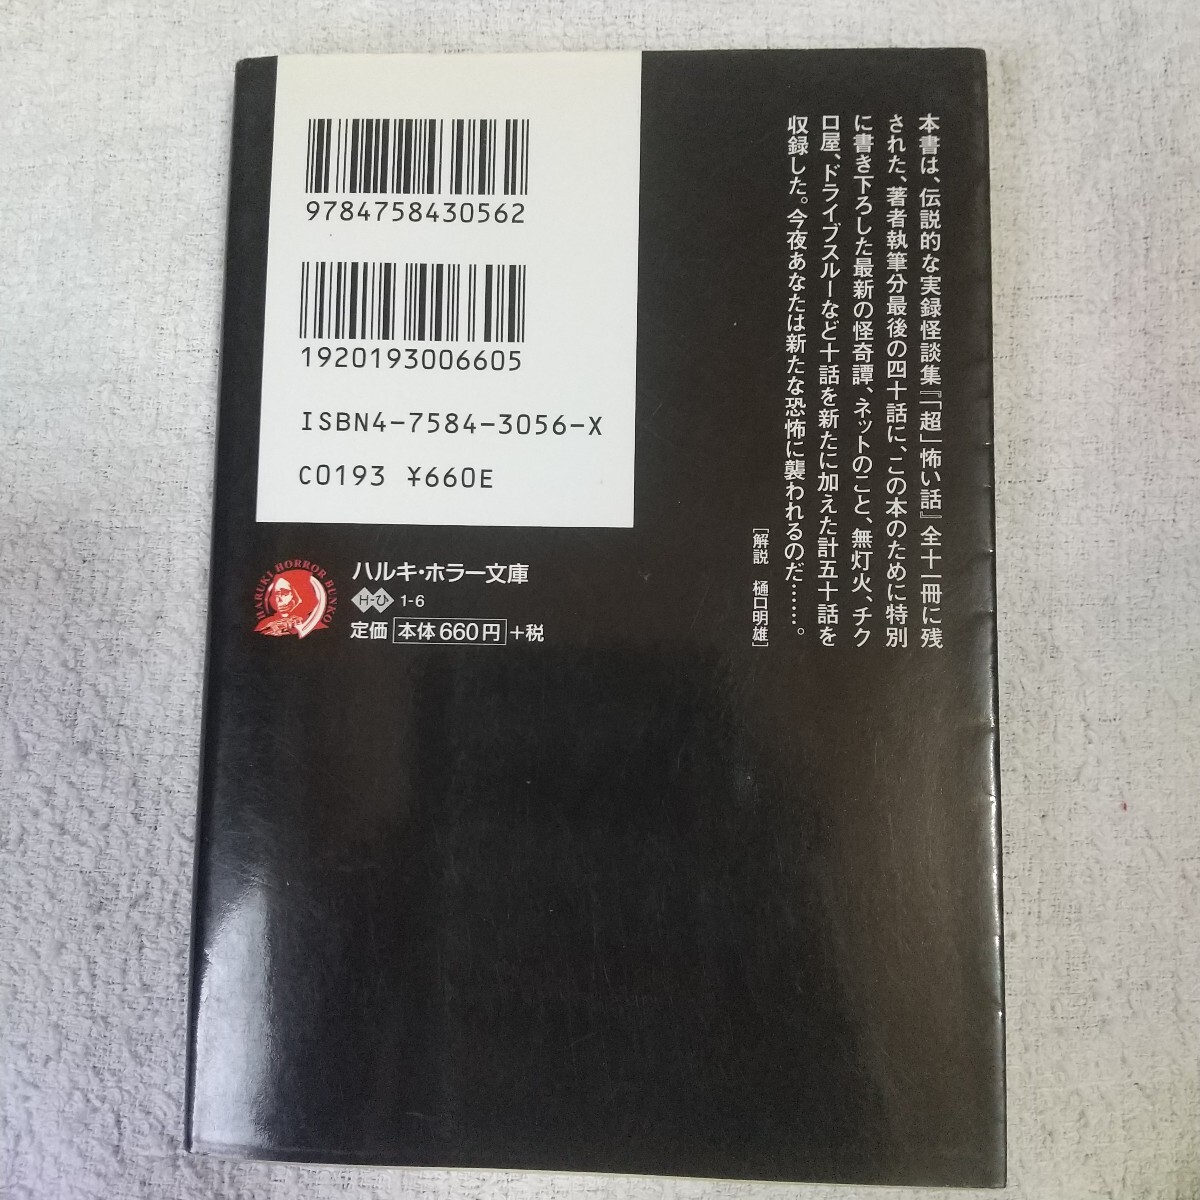 本書は、伝説的な実録怪談集『「超」怖い話』全十一冊に残
された、著者執筆分最後の四十話に、この本のために特別
に書き下ろした最新の怪奇譚、ネットのこと、無灯火、チク
ロ屋、ドライブスルーなど十話を新たに加えた計五十話を
収録した。今夜あなたは新たな恐怖に襲われるのだ……。
[解説 樋口明雄]
9784758430562
1920193006605
ISBN4-7584-3056-X
C0193 ¥660E
HARUKI HORROR BUNKO
ハルキ・ホラー文庫
H-ひ 1-6
定価 本体660円+税